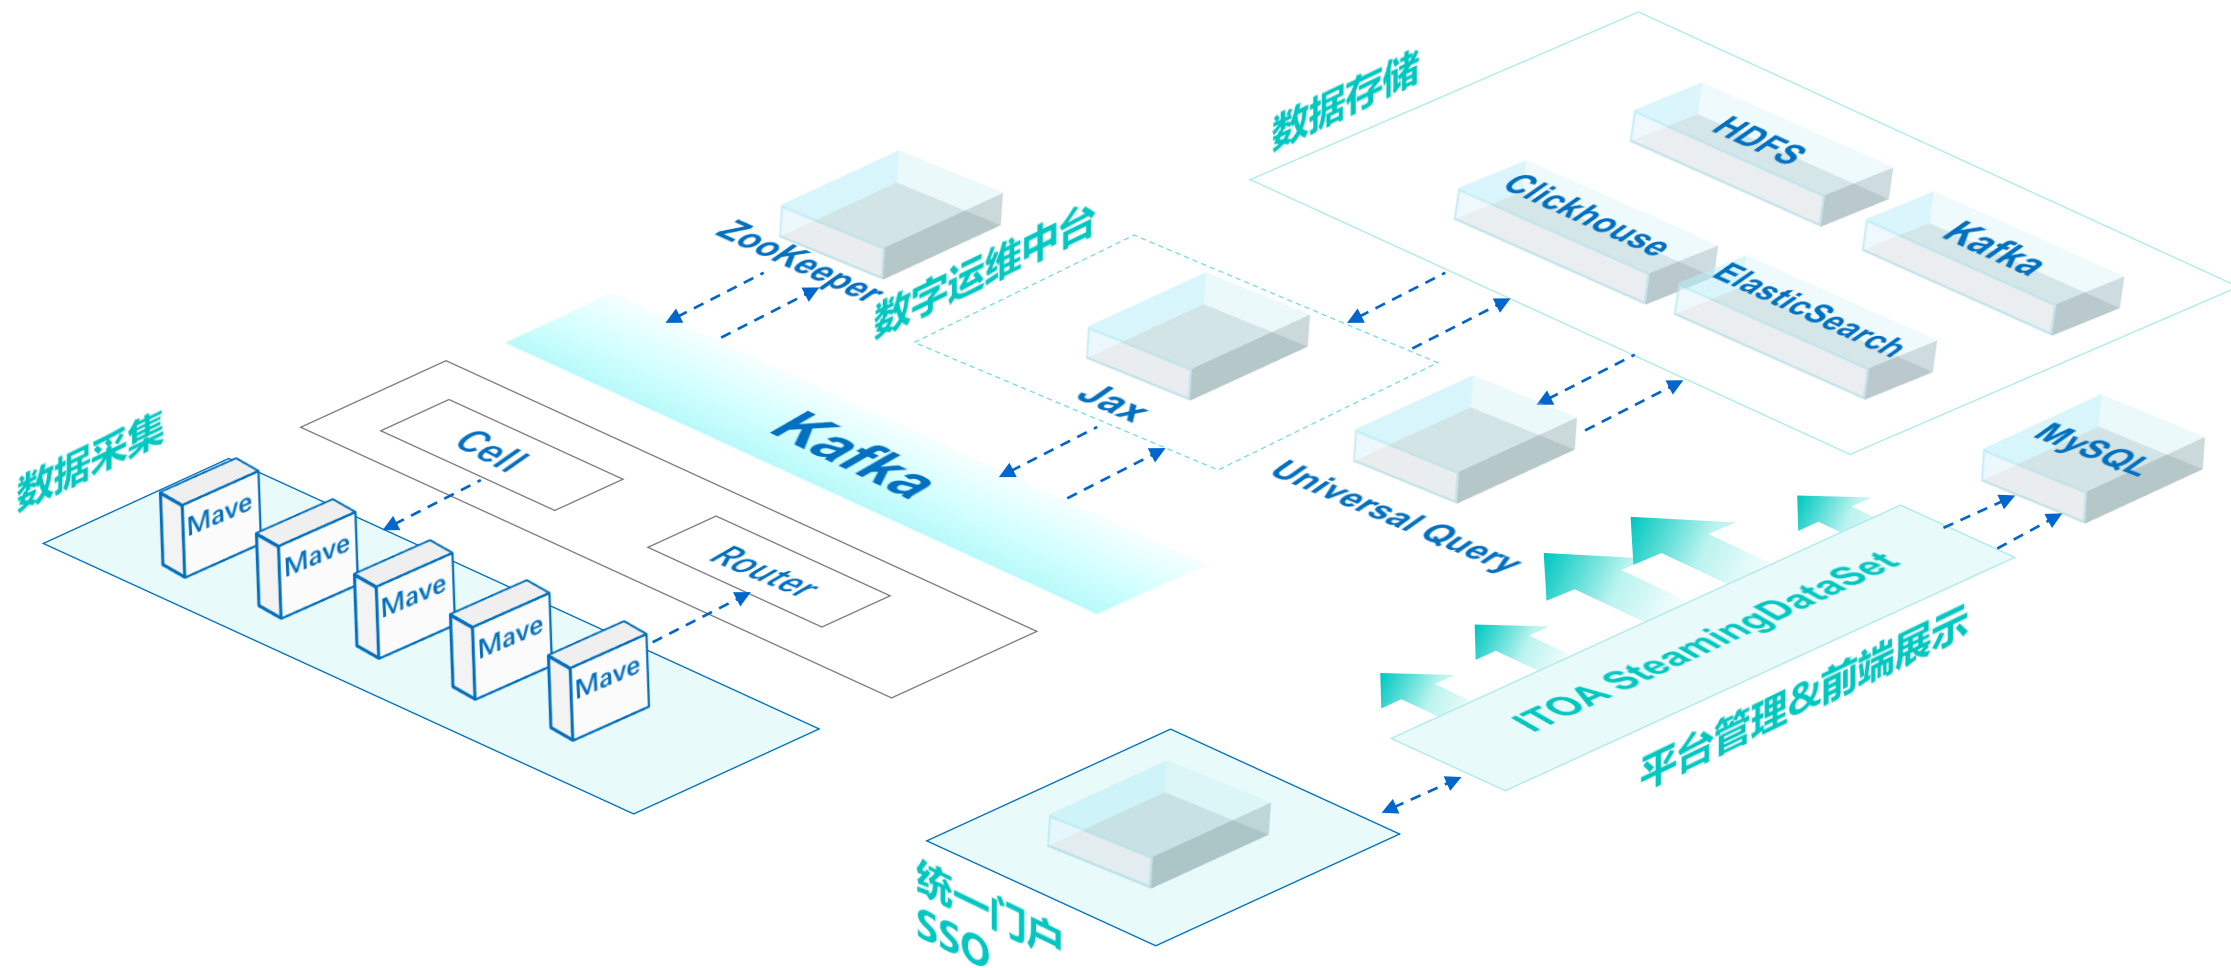 数据存储
HDFS
Clickhouse
Kafka
ElasticSearch
ZooKeeper
数字运维中台
Jax
Kafka
Universal Query
MySQL
数据采集
Cell
Router
Mave
Mave
Mave
Mave
Mave
ITOA SteamingDataSet
平台管理&前端展示
统一门户
SSO